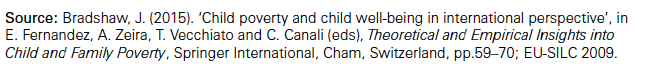 Source: Bradshaw, J. (2015). ‘Child poverty and child well-being in international perspective’, in
E. Fernandez, A. Zeira, T. Vecchiato and C. Canali (eds), Theoretical and Empirical Insights into
Child and Family Poverty, Springer International, Cham, Switzerland, pp.59–70; EU-SILC 2009.